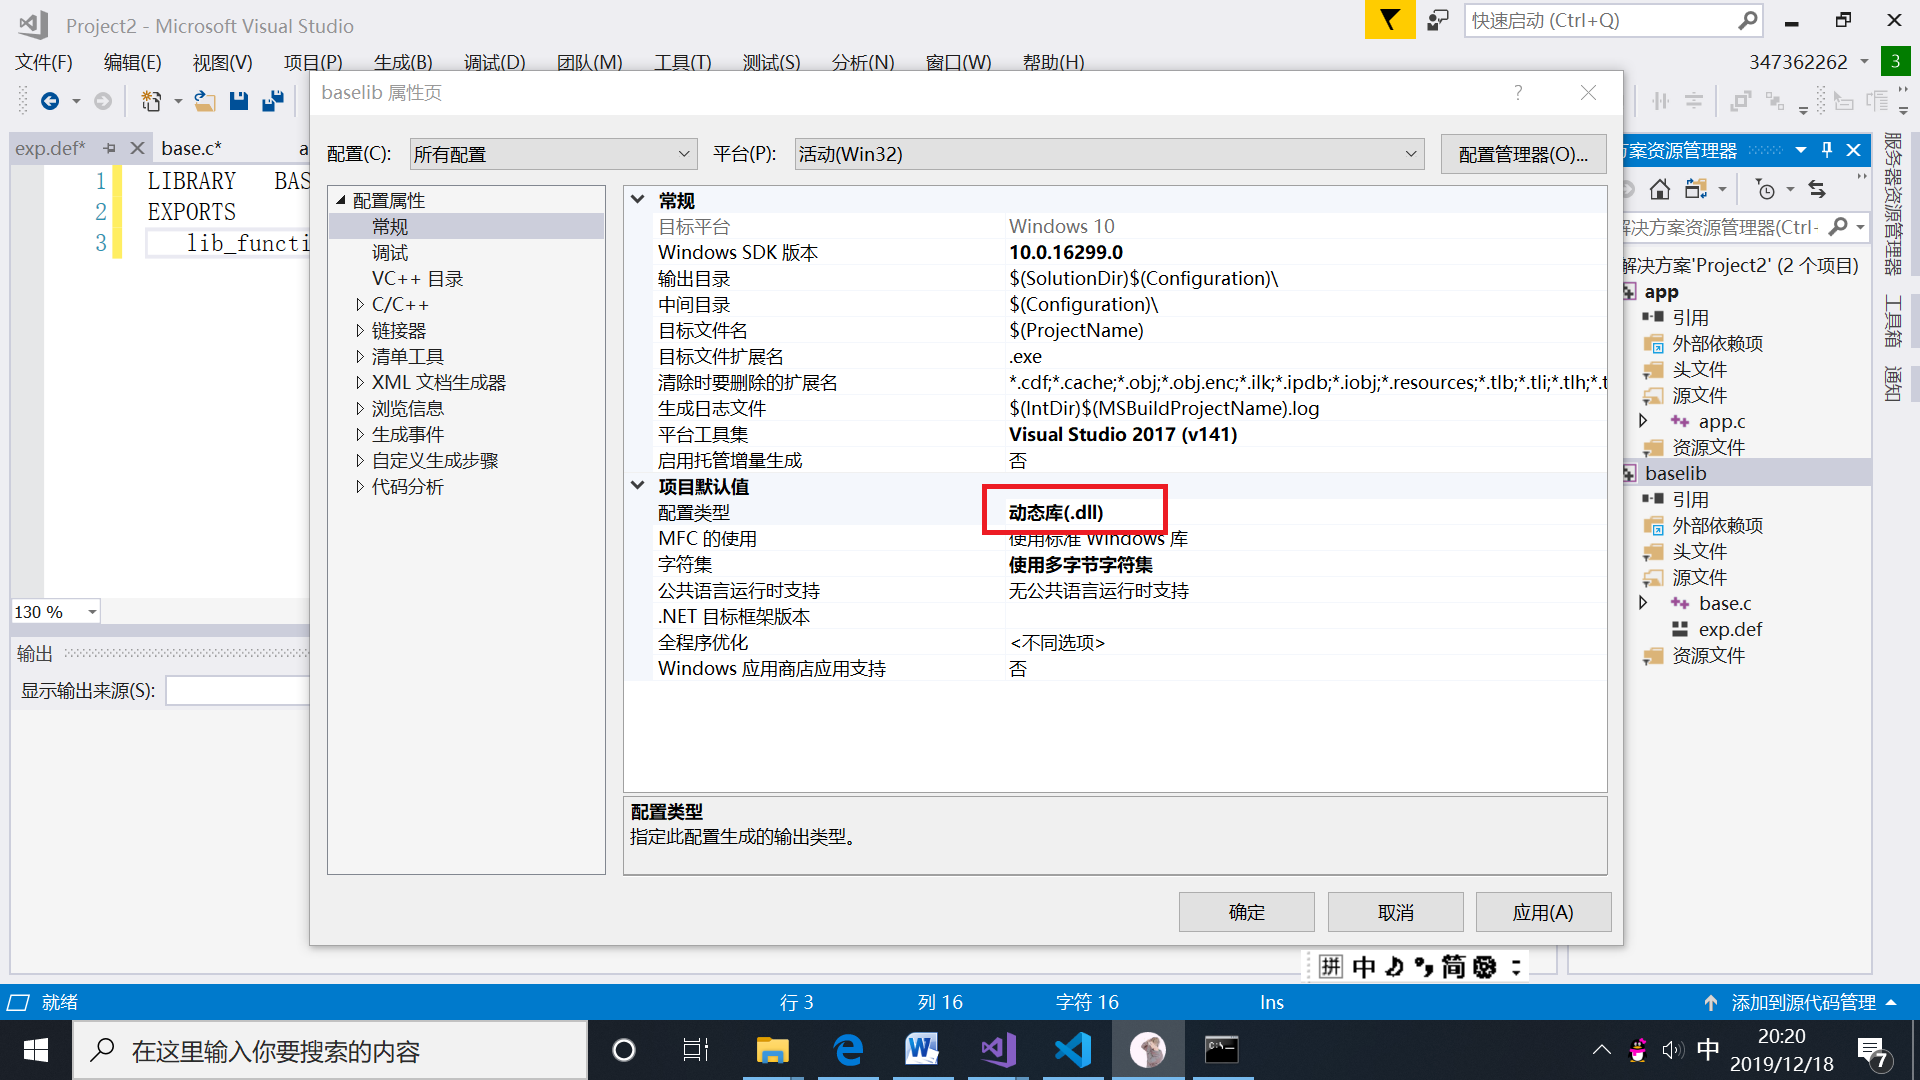 Project2 - Microsoft Visual Studio
快速启动 (Ctrl+Q)
文件(F) 编辑(E) 视图(V) 项目(P) 生成(B) 调试(D) 团队(M) 工具(T) 测试(S) 分析(N) 窗口(W) 帮助(H)
347362262
3
baselib 属性页
?
exp.def*
base.c*
a
1 LIBRARY BAS
2 EXPORTS
3 lib_functi
130 %
输出
显示输出来源(S):
配置(C):
所有配置
平台(P):
活动(Win32)
配置管理器(O)...
配置属性
常规
调试
VC++ 目录
C/C++
链接器
清单工具
XML 文档生成器
浏览信息
生成事件
自定义生成步骤
代码分析
常规
目标平台 Windows 10
Windows SDK 版本 10.0.16299.0
输出目录 $(SolutionDir)$(Configuration)\
中间目录 $(Configuration)\
目标文件名 $(ProjectName)
目标文件扩展名 .exe
清除时要删除的扩展名 *.cdf;*.cache;*.obj;*.obj.enc;*.ilk;*.ipdb;*.iobj;*.resources;*.tlb;*.tli;*.tlh;*.t
生成日志文件 $(IntDir)$(MSBuildProjectName).log
平台工具集 Visual Studio 2017 (v141)
启用托管增量生成 否
项目默认值
配置类型 动态库(.dll)
MFC 的使用 使用标准 Windows 库
字符集 使用多字节字符集
公共语言运行时支持 无公共语言运行时支持
.NET 目标框架版本
全程序优化 <不同选项>
Windows 应用商店应用支持 否
配置类型
指定此配置生成的输出类型。
确定
取消
应用(A)
方案资源管理器
解决方案资源管理器(Ctrl-
解决方案'Project2' (2 个项目)
app
引用
外部依赖项
头文件
源文件
app.c
资源文件
baselib
引用
外部依赖项
头文件
源文件
base.c
exp.def
资源文件
服务器资源管理器
工具箱
通知
拼 中 简
就绪
行 3
列 16
字符 16
Ins
添加到源代码管理
在这里输入你要搜索的内容
中
20:20
2019/12/18
7